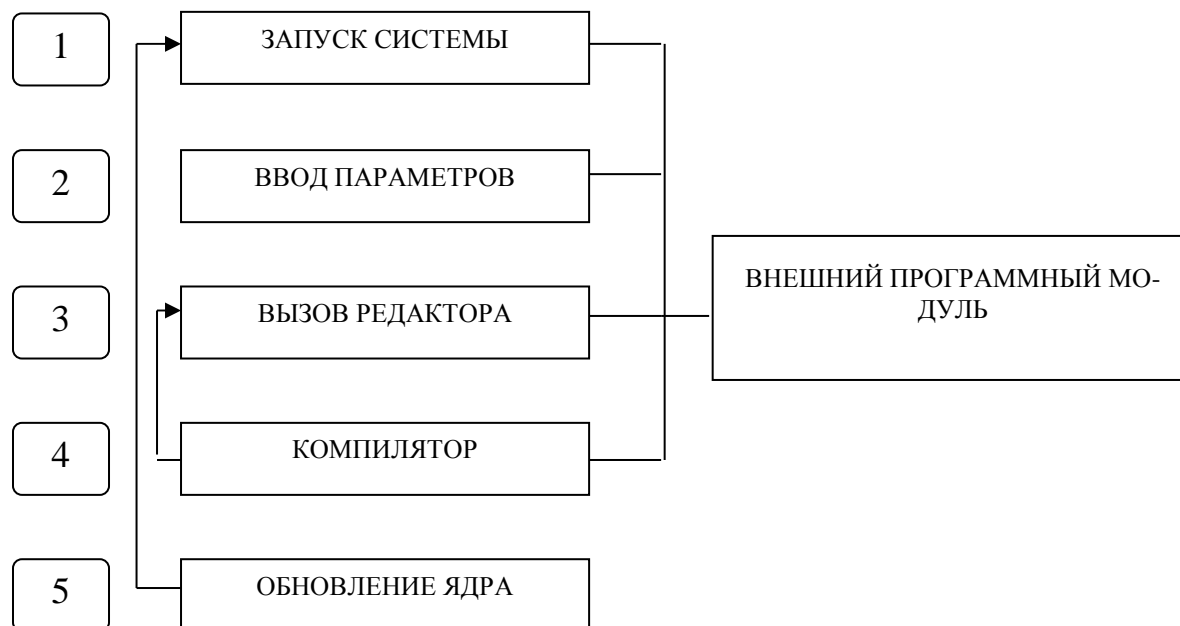 1
ЗАПУСК СИСТЕМЫ
2
ВВОД ПАРАМЕТРОВ
3
ВЫЗОВ РЕДАКТОРА
ВНЕШНИЙ ПРОГРАММНЫЙ МО-
ДУЛЬ
4
КОМПИЛЯТОР
5
ОБНОВЛЕНИЕ ЯДРА